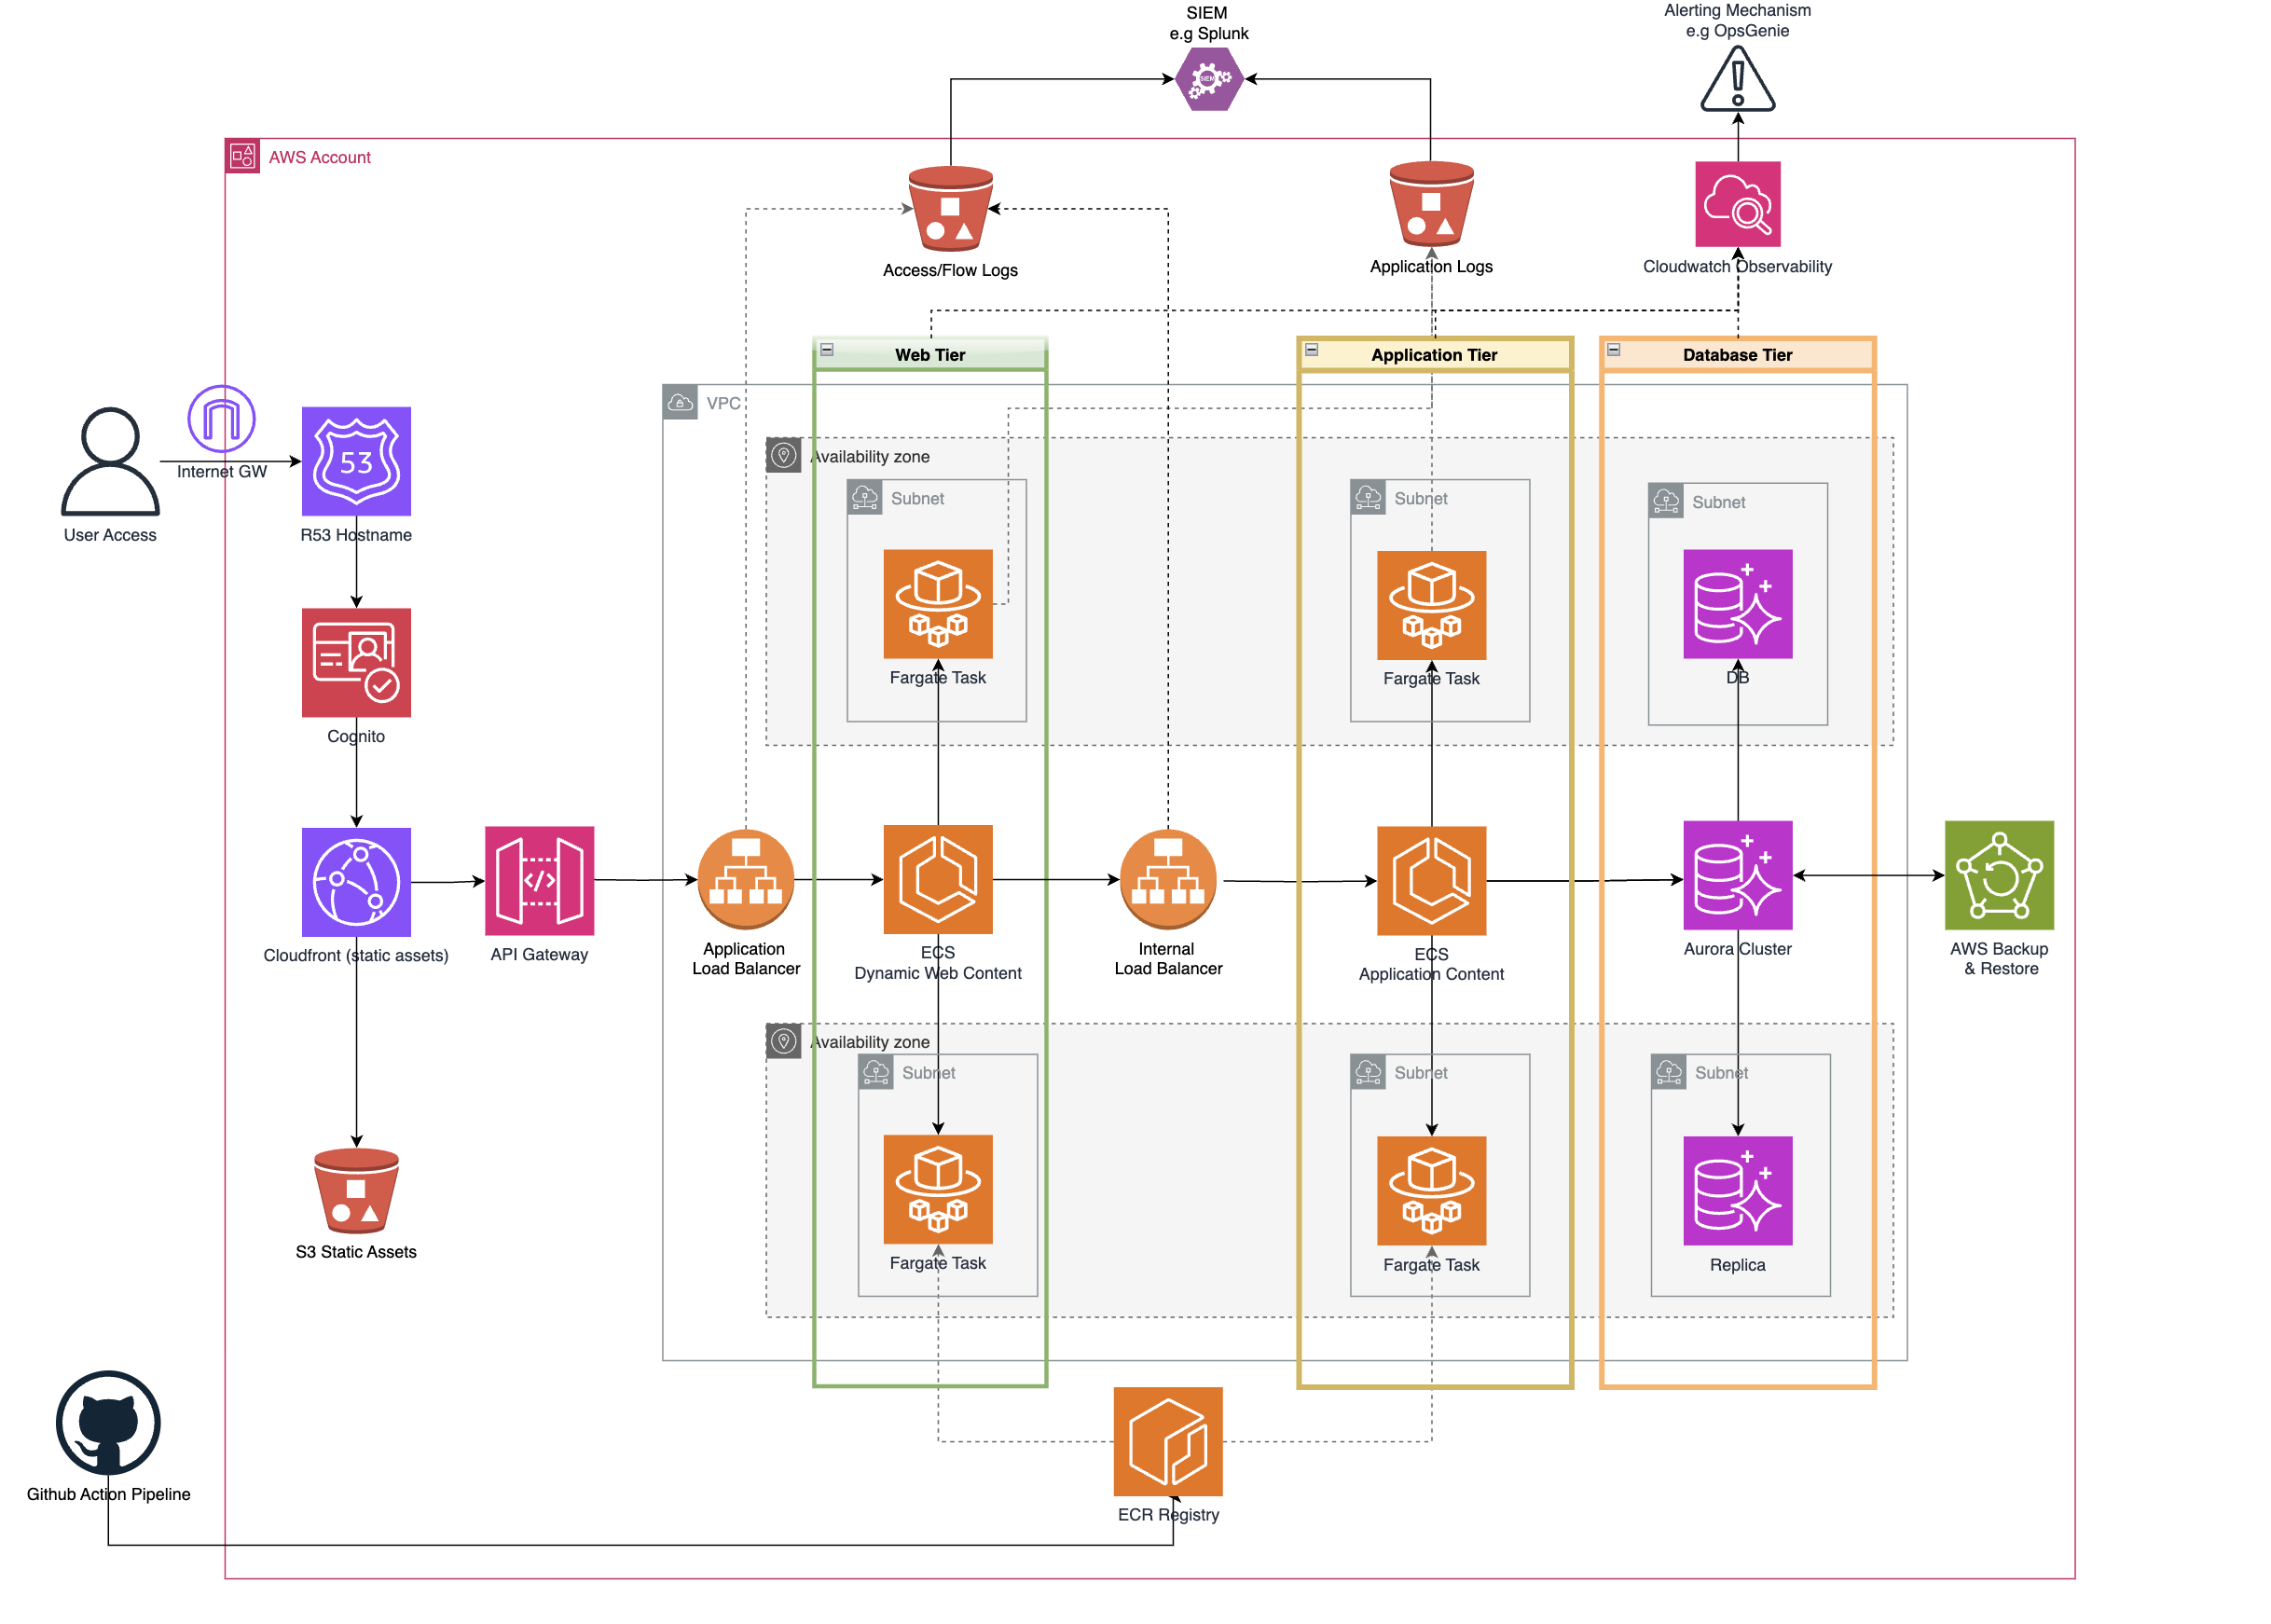 SIEM
e.g Splunk
Alerting Mechanism
e.g OpsGenie
SIEM
AWS Account
Access/Flow Logs
Application Logs
Cloudwatch Observability
Web Tier
Application Tier
Database Tier
VPC
Internet GW
53
User Access
R53 Hostname
Availability zone
Subnet
Subnet
Subnet
Fargate Task
Fargate Task
DB
Cognito
Cloudfront (static assets)
API Gateway
Application
Load Balancer
ECS
Dynamic Web Content
Internal
Load Balancer
ECS
Application Content
Aurora Cluster
AWS Backup
& Restore
Availability zone
Subnet
Subnet
Subnet
Fargate Task
Fargate Task
Replica
S3 Static Assets
Github Action Pipeline
ECR Registry